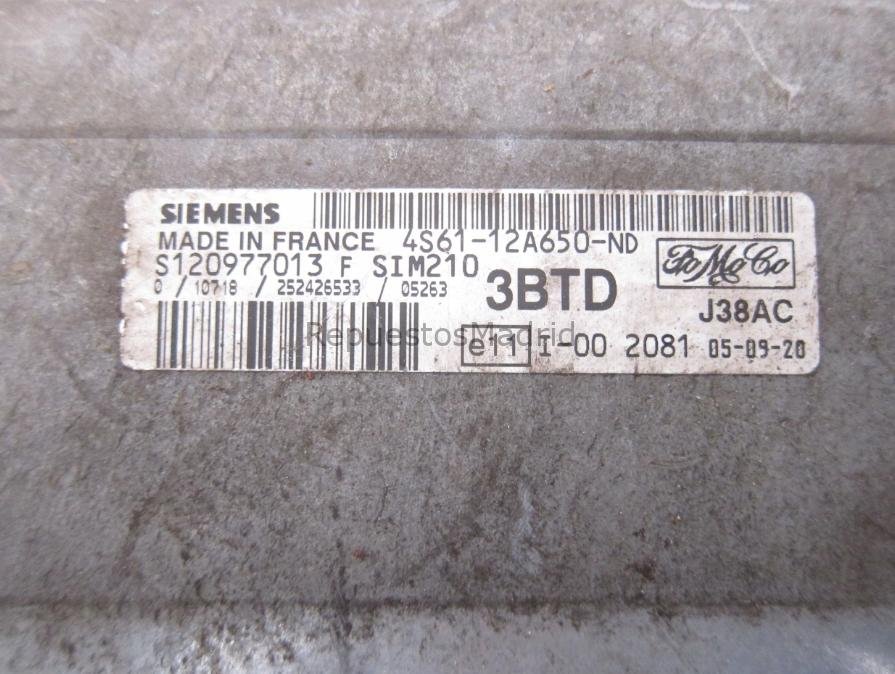 SIEMENS
MADE IN FRANCE 4S61-12A650-ND
S120977013 F SIM210
FoMoCo
0 / 10718 / 252426533 / 05263
3BTD
J38AC
RepuestosMadrid
e11 I-00 2081 05-09-20